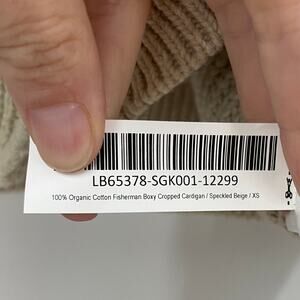 LB65378-SGK001-12299
100% Organic Cotton Fisherman Boxy Cropped Cardigan / Speckled Beige / XS